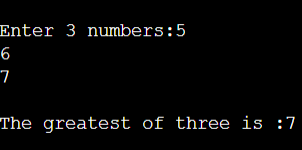 Enter 3 numbers:5
6
7
The greatest of three is :7